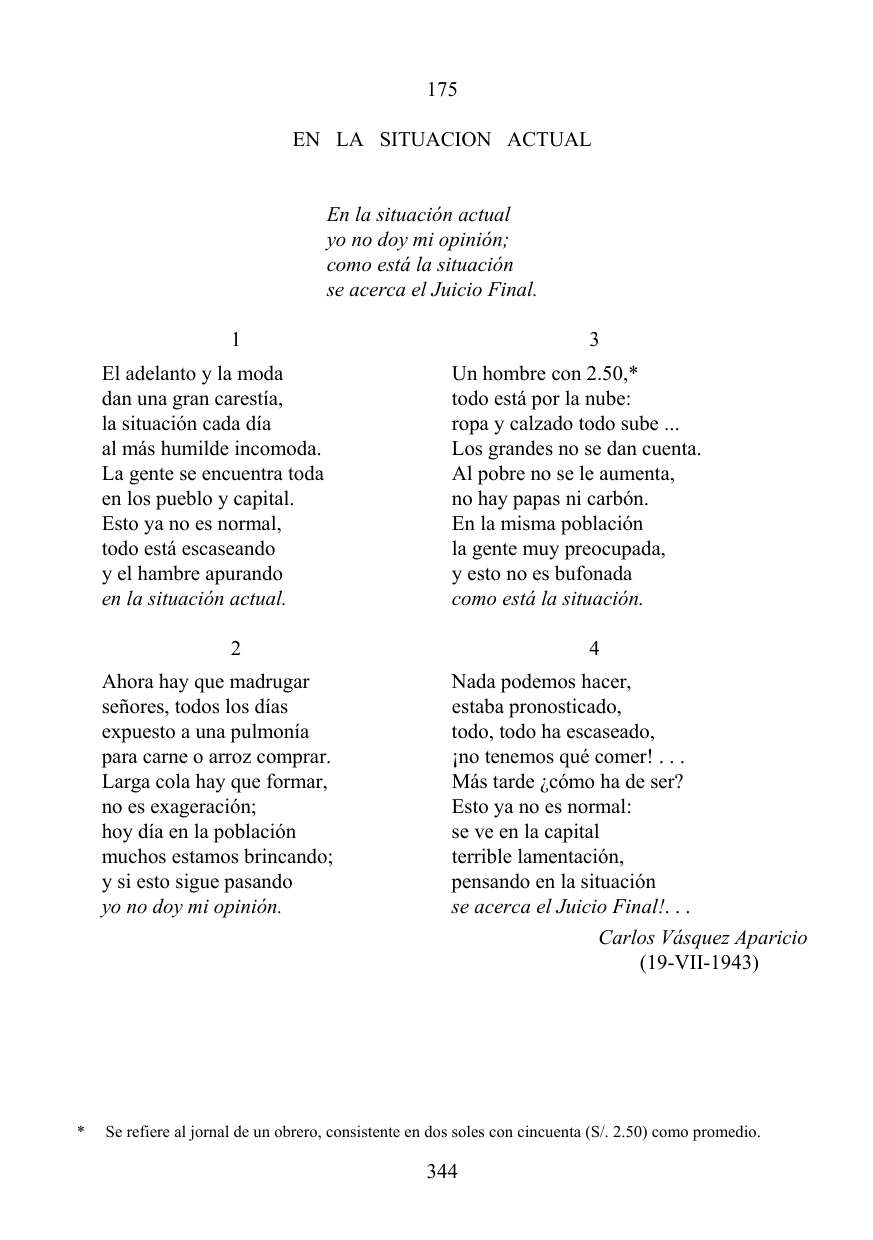 175
EN LA SITUACION ACTUAL
En la situación actual
yo no doy mi opinión;
como está la situación
se acerca el Juicio Final.
1
El adelanto y la moda
dan una gran carestía,
la situación cada día
al más humilde incomoda.
La gente se encuentra toda
en los pueblo y capital.
Esto ya no es normal,
todo está escaseando
y el hambre apurando
en la situación actual.
2
Ahora hay que madrugar
señores, todos los días
expuesto a una pulmonía
para carne o arroz comprar.
Larga cola hay que formar,
no es exageración;
hoy día en la población
muchos estamos brincando;
y si esto sigue pasando
yo no doy mi opinión.
3
Un hombre con 2.50,*
todo está por la nube:
ropa y calzado todo sube ...
Los grandes no se dan cuenta.
Al pobre no se le aumenta,
no hay papas ni carbón.
En la misma población
la gente muy preocupada,
y esto no es bufonada
como está la situación.
4
Nada podemos hacer,
estaba pronosticado,
todo, todo ha escaseado,
¡no tenemos qué comer! . . .
Más tarde ¿cómo ha de ser?
Esto ya no es normal:
se ve en la capital
terrible lamentación,
pensando en la situación
se acerca el Juicio Final!. . .
Carlos Vásquez Aparicio
(19-VII-1943)
* Se refiere al jornal de un obrero, consistente en dos soles con cincuenta (S/. 2.50) como promedio.
344